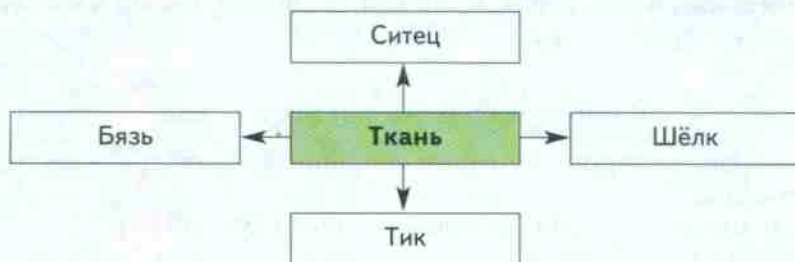 Ситец
Бязь
Ткань
Шёлк
Тик